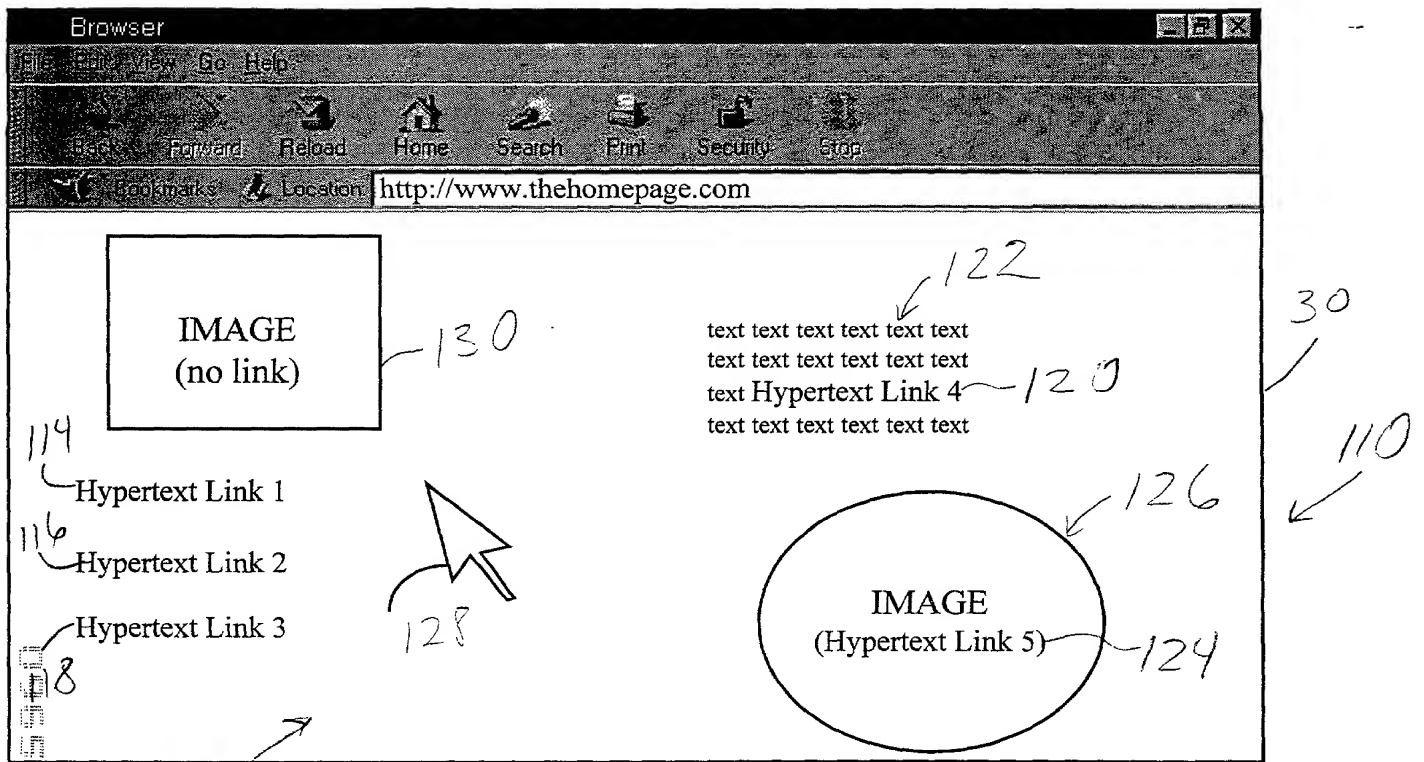 Browser
File Edit View Go Help
Back Forward Reload Home Search Print Security Stop
Bookmarks Location http://www.thehomepage.com
122
IMAGE
(no link)
130
text text text text text text
text text text text text text
text Hypertext Link 4
120
text text text text text text
30
110
114
Hypertext Link 1
126
116
Hypertext Link 2
IMAGE
(Hypertext Link 5)
124
Hypertext Link 3
128
118